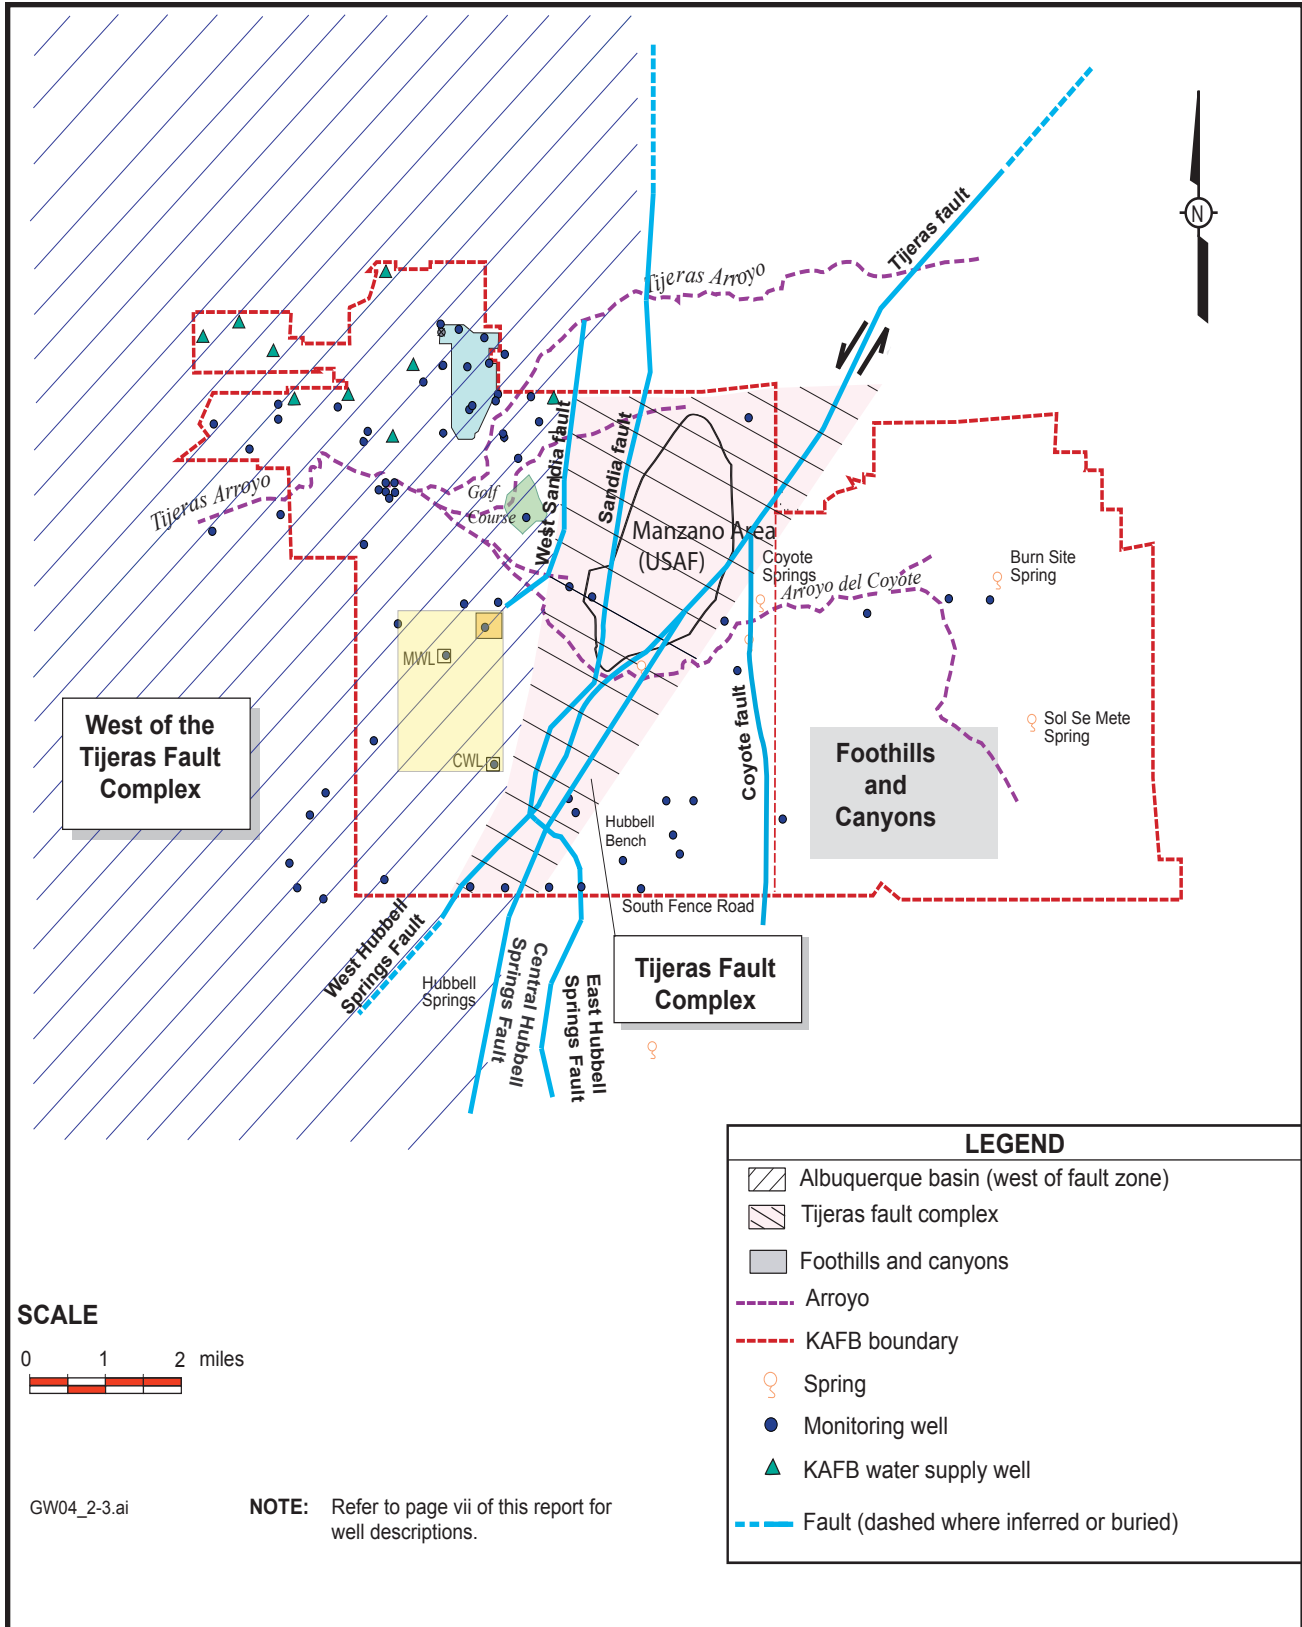 N
Tijeras fault
Tijeras Arroyo
Tijeras Arroyo
Golf
Course
West Sandia fault
Sandia fault
Manzano Area
(USAF)
Coyote
Springs
Arroyo del Coyote
Burn Site
Spring
MWL
CWL
West of the
Tijeras Fault
Complex
Coyote fault
Sol Se Mete
Spring
Foothills
and
Canyons
Hubbell
Bench
South Fence Road
West Hubbell
Springs Fault
Hubbell
Springs
Central Hubbell
Springs Fault
East Hubbell
Springs Fault
Tijeras Fault
Complex
LEGEND
Albuquerque basin (west of fault zone)
Tijeras fault complex
Foothills and canyons
Arroyo
KAFB boundary
Spring
Monitoring well
KAFB water supply well
Fault (dashed where inferred or buried)
SCALE
0 1 2 miles
GW04_2-3.ai
NOTE: Refer to page vii of this report for
well descriptions.